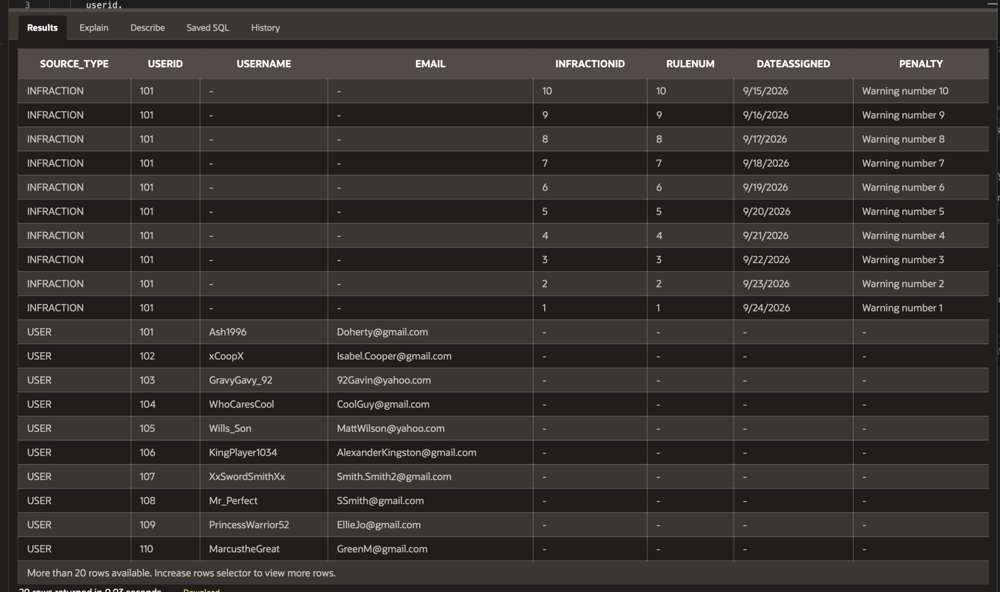 3 userid.
Results Explain Describe Saved SQL History
SOURCE_TYPE USERID USERNAME EMAIL INFRACTIONID RULENUM DATEASSIGNED PENALTY
INFRACTION 101 - - 10 10 9/15/2026 Warning number 10
INFRACTION 101 - - 9 9 9/16/2026 Warning number 9
INFRACTION 101 - - 8 8 9/17/2026 Warning number 8
INFRACTION 101 - - 7 7 9/18/2026 Warning number 7
INFRACTION 101 - - 6 6 9/19/2026 Warning number 6
INFRACTION 101 - - 5 5 9/20/2026 Warning number 5
INFRACTION 101 - - 4 4 9/21/2026 Warning number 4
INFRACTION 101 - - 3 3 9/22/2026 Warning number 3
INFRACTION 101 - - 2 2 9/23/2026 Warning number 2
INFRACTION 101 - - 1 1 9/24/2026 Warning number 1
USER 101 Ash1996 Doherty@gmail.com - - - -
USER 102 xCoopX Isabel.Cooper@gmail.com - - - -
USER 103 GravyGavy_92 92Gavin@yahoo.com - - - -
USER 104 WhoCaresCool CoolGuy@gmail.com - - - -
USER 105 Wills_Son MattWilson@yahoo.com - - - -
USER 106 KingPlayer1034 AlexanderKingston@gmail.com - - - -
USER 107 XxSwordSmithXx Smith.Smith2@gmail.com - - - -
USER 108 Mr_Perfect SSmith@gmail.com - - - -
USER 109 PrincessWarrior52 EllieJo@gmail.com - - - -
USER 110 MarcustheGreat GreenM@gmail.com - - - -
More than 20 rows available. Increase rows selector to view more rows.
20 rows returned in 0.03 seconds Download